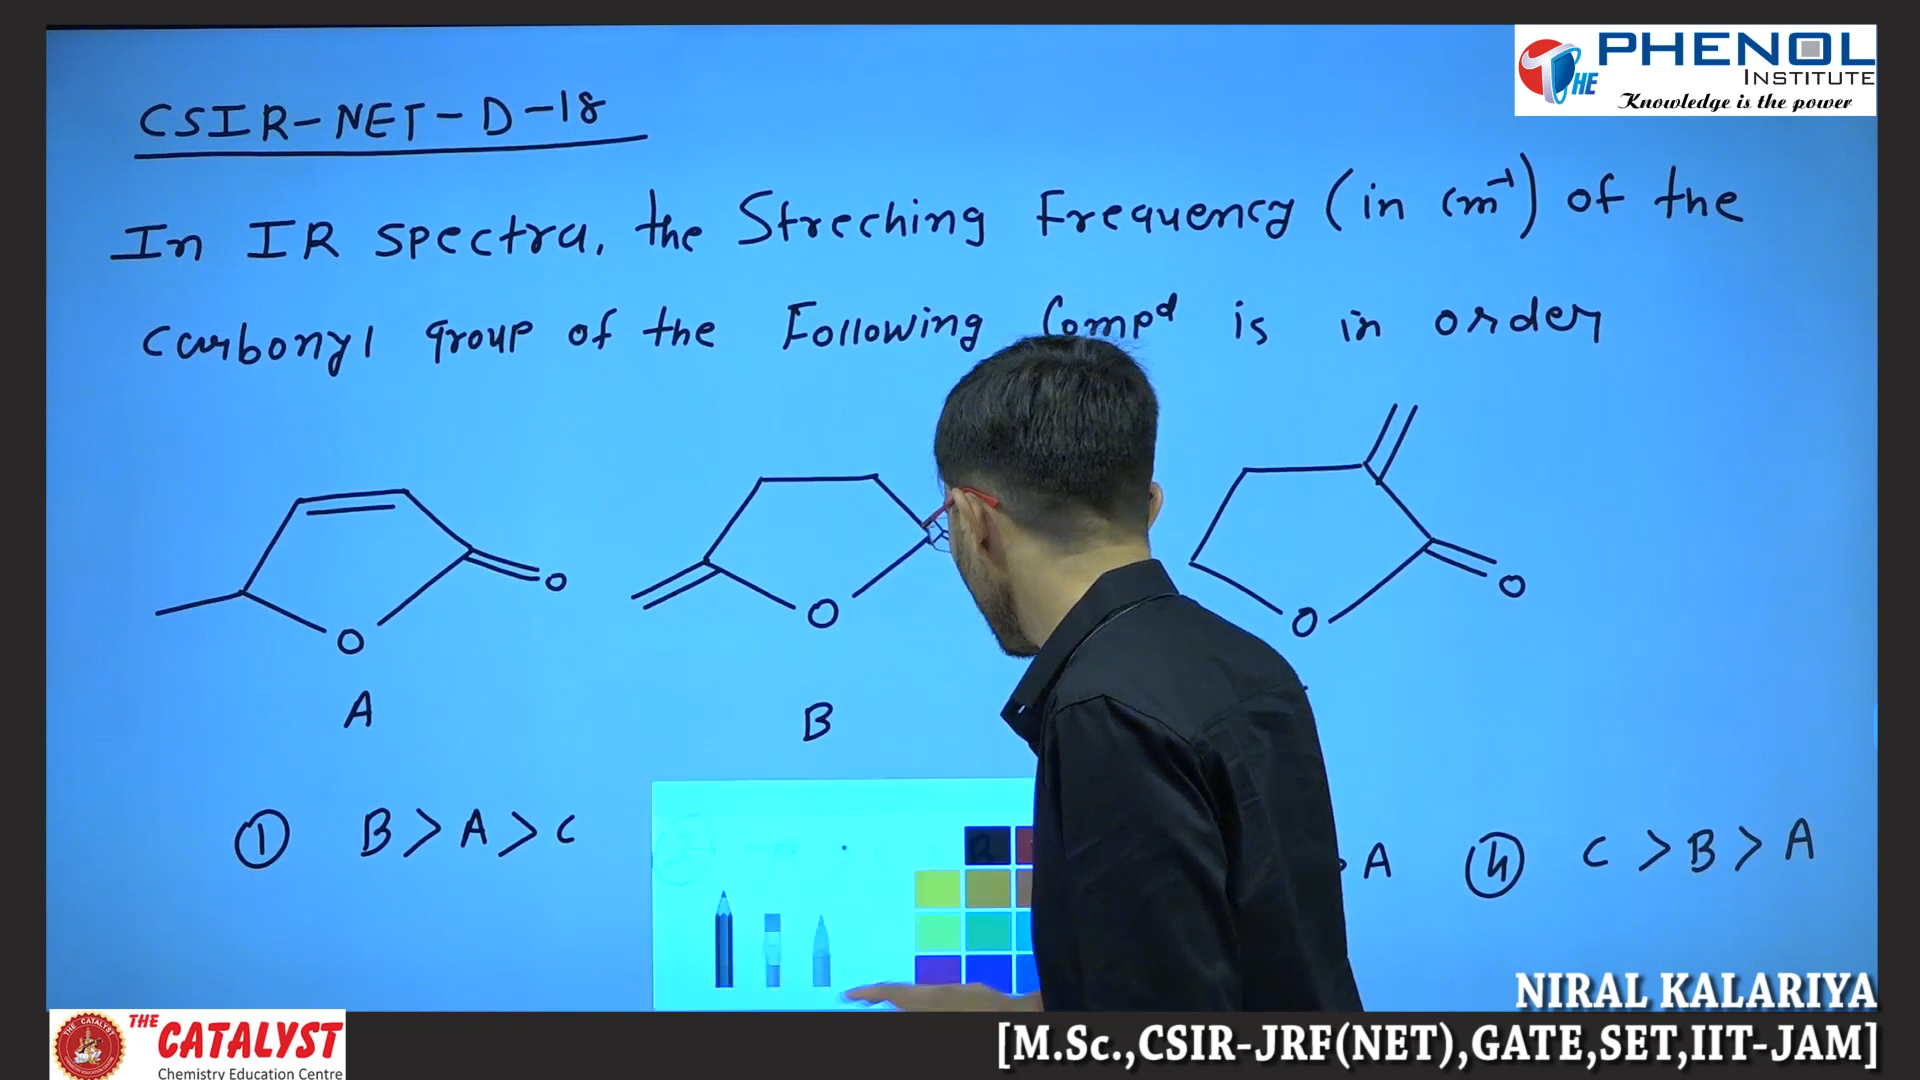 THE PHENOL
INSTITUTE
Knowledge is the power
CSIR-NET-D-18
In IR spectra, the Streching Frequency (in cm⁻¹) of the
carbonyl group of the Following Compd is in order
O
O
O
O
O
A
B
① B > A > C
A
④ C > B > A
NIRAL KALARIYA
[M.Sc.,CSIR-JRF(NET),GATE,SET,IIT-JAM]
THE CATALYST
Chemistry Education Centre